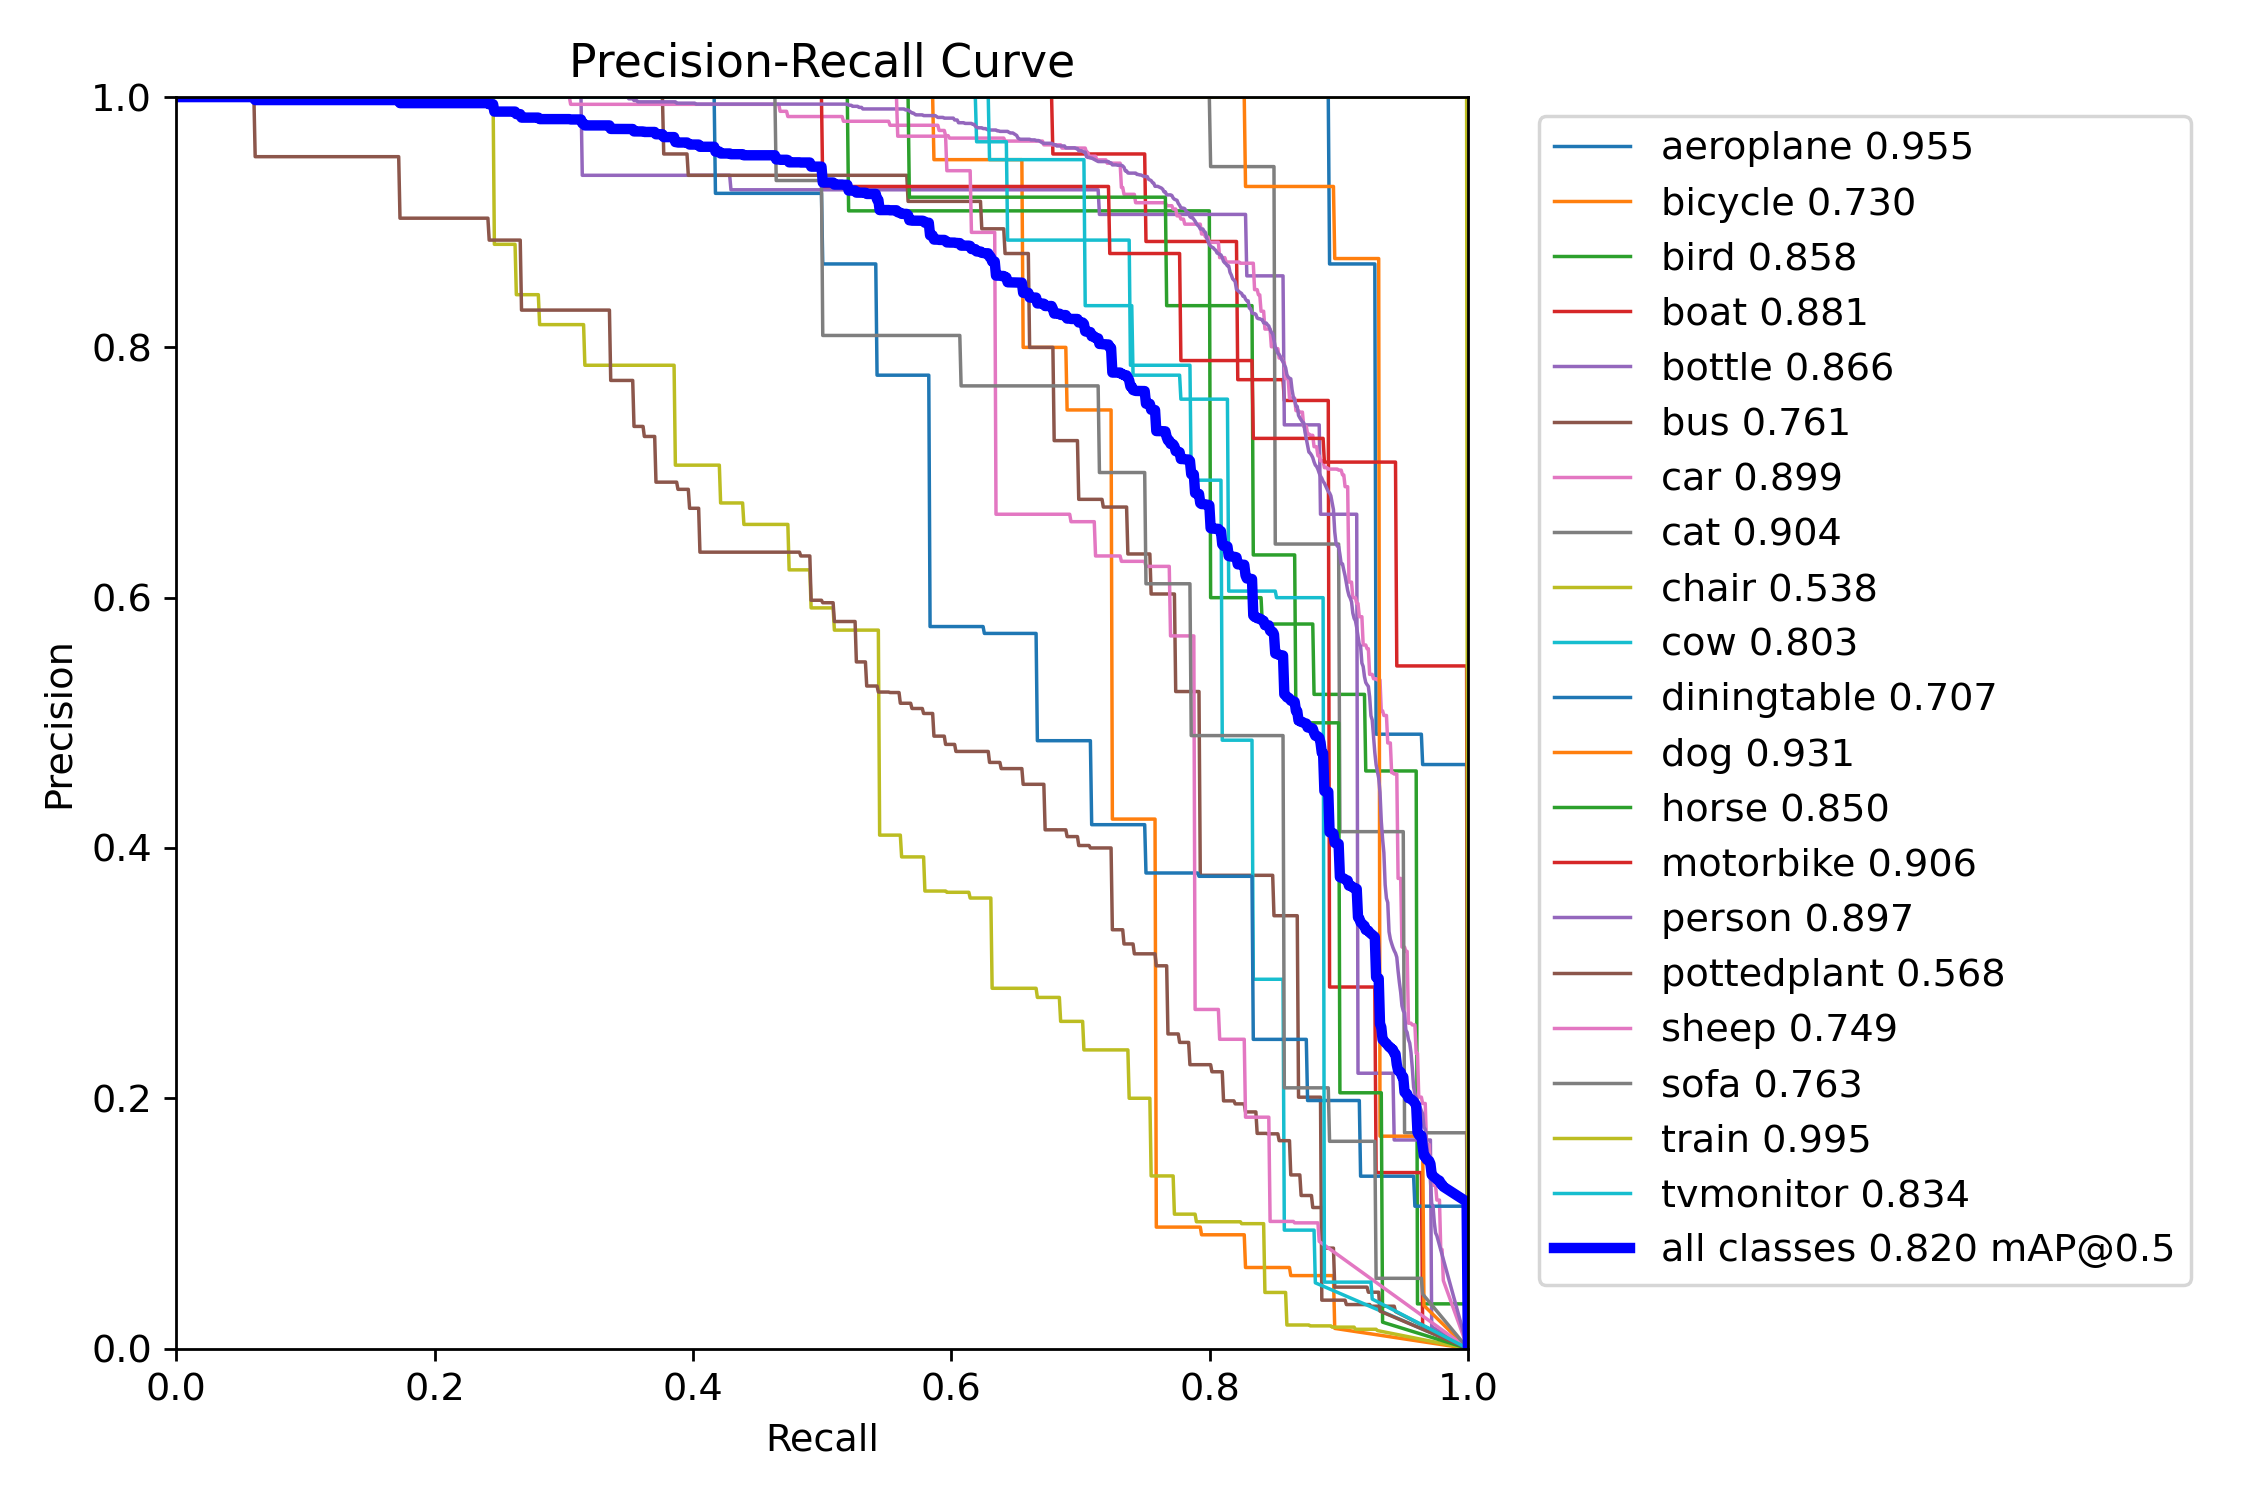 Precision-Recall Curve
1.0
0.8
0.6
0.4
0.2
0.0
Precision
0.0 0.2 0.4 0.6 0.8 1.0
Recall
aeroplane 0.955
bicycle 0.730
bird 0.858
boat 0.881
bottle 0.866
bus 0.761
car 0.899
cat 0.904
chair 0.538
cow 0.803
diningtable 0.707
dog 0.931
horse 0.850
motorbike 0.906
person 0.897
pottedplant 0.568
sheep 0.749
sofa 0.763
train 0.995
tvmonitor 0.834
all classes 0.820 mAP@0.5